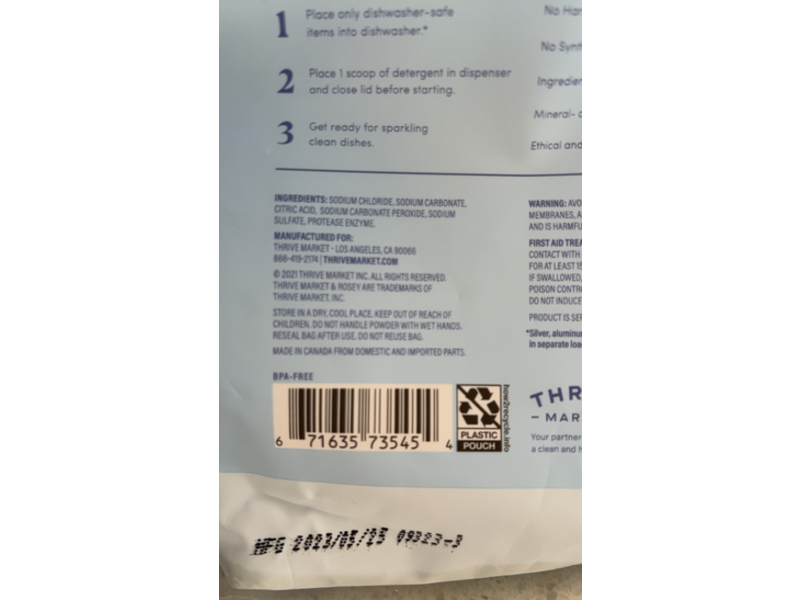 1 Place only dishwasher-safe
items into dishwasher.*
2 Place 1 scoop of detergent in dispenser
and close lid before starting.
3 Get ready for sparkling
clean dishes.
No Har
No Synt
Ingredier
Mineral-
Ethical and
INGREDIENTS: SODIUM CHLORIDE, SODIUM CARBONATE,
CITRIC ACID, SODIUM CARBONATE PEROXIDE, SODIUM
SULFATE, PROTEASE ENZYME.
MANUFACTURED FOR:
THRIVE MARKET - LOS ANGELES, CA 90066
866-419-2174 | THRIVEMARKET.COM
© 2021 THRIVE MARKET INC. ALL RIGHTS RESERVED.
THRIVE MARKET & ROSEY ARE TRADEMARKS OF
THRIVE MARKET, INC.
STORE IN A DRY, COOL PLACE. KEEP OUT OF REACH OF
CHILDREN. DO NOT HANDLE POWDER WITH WET HANDS.
RESEAL BAG AFTER USE. DO NOT REUSE BAG.
MADE IN CANADA FROM DOMESTIC AND IMPORTED PARTS.
BPA-FREE
6 71635 73545 4
PLASTIC
POUCH
how2recycle.info
WARNING: AVO
MEMBRANES, A
AND IS HARMFU
FIRST AID TREA
CONTACT WITH
FOR AT LEAST 15
IF SWALLOWED,
POISON CONTR
DO NOT INDUCE
PRODUCT IS SE
*Silver, aluminu
in separate loa
THR
– MAR
Your partner
a clean and h
MFG 2023/05/25 09323-3